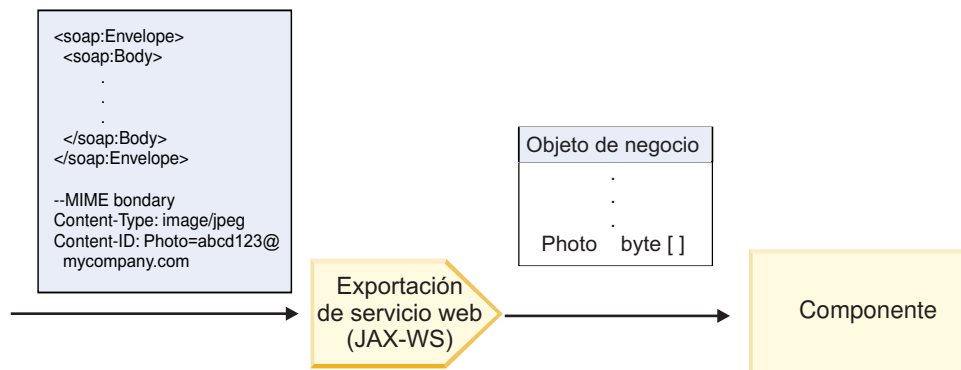 <soap:Envelope>
<soap:Body>
.
.
.
</soap:Body>
</soap:Envelope>
--MIME bondary
Content-Type: image/jpeg
Content-ID: Photo=abcd123@
mycompany.com
Objeto de negocio
.
.
.
Photo byte [ ]
Exportación
de servicio web
(JAX-WS)
Componente